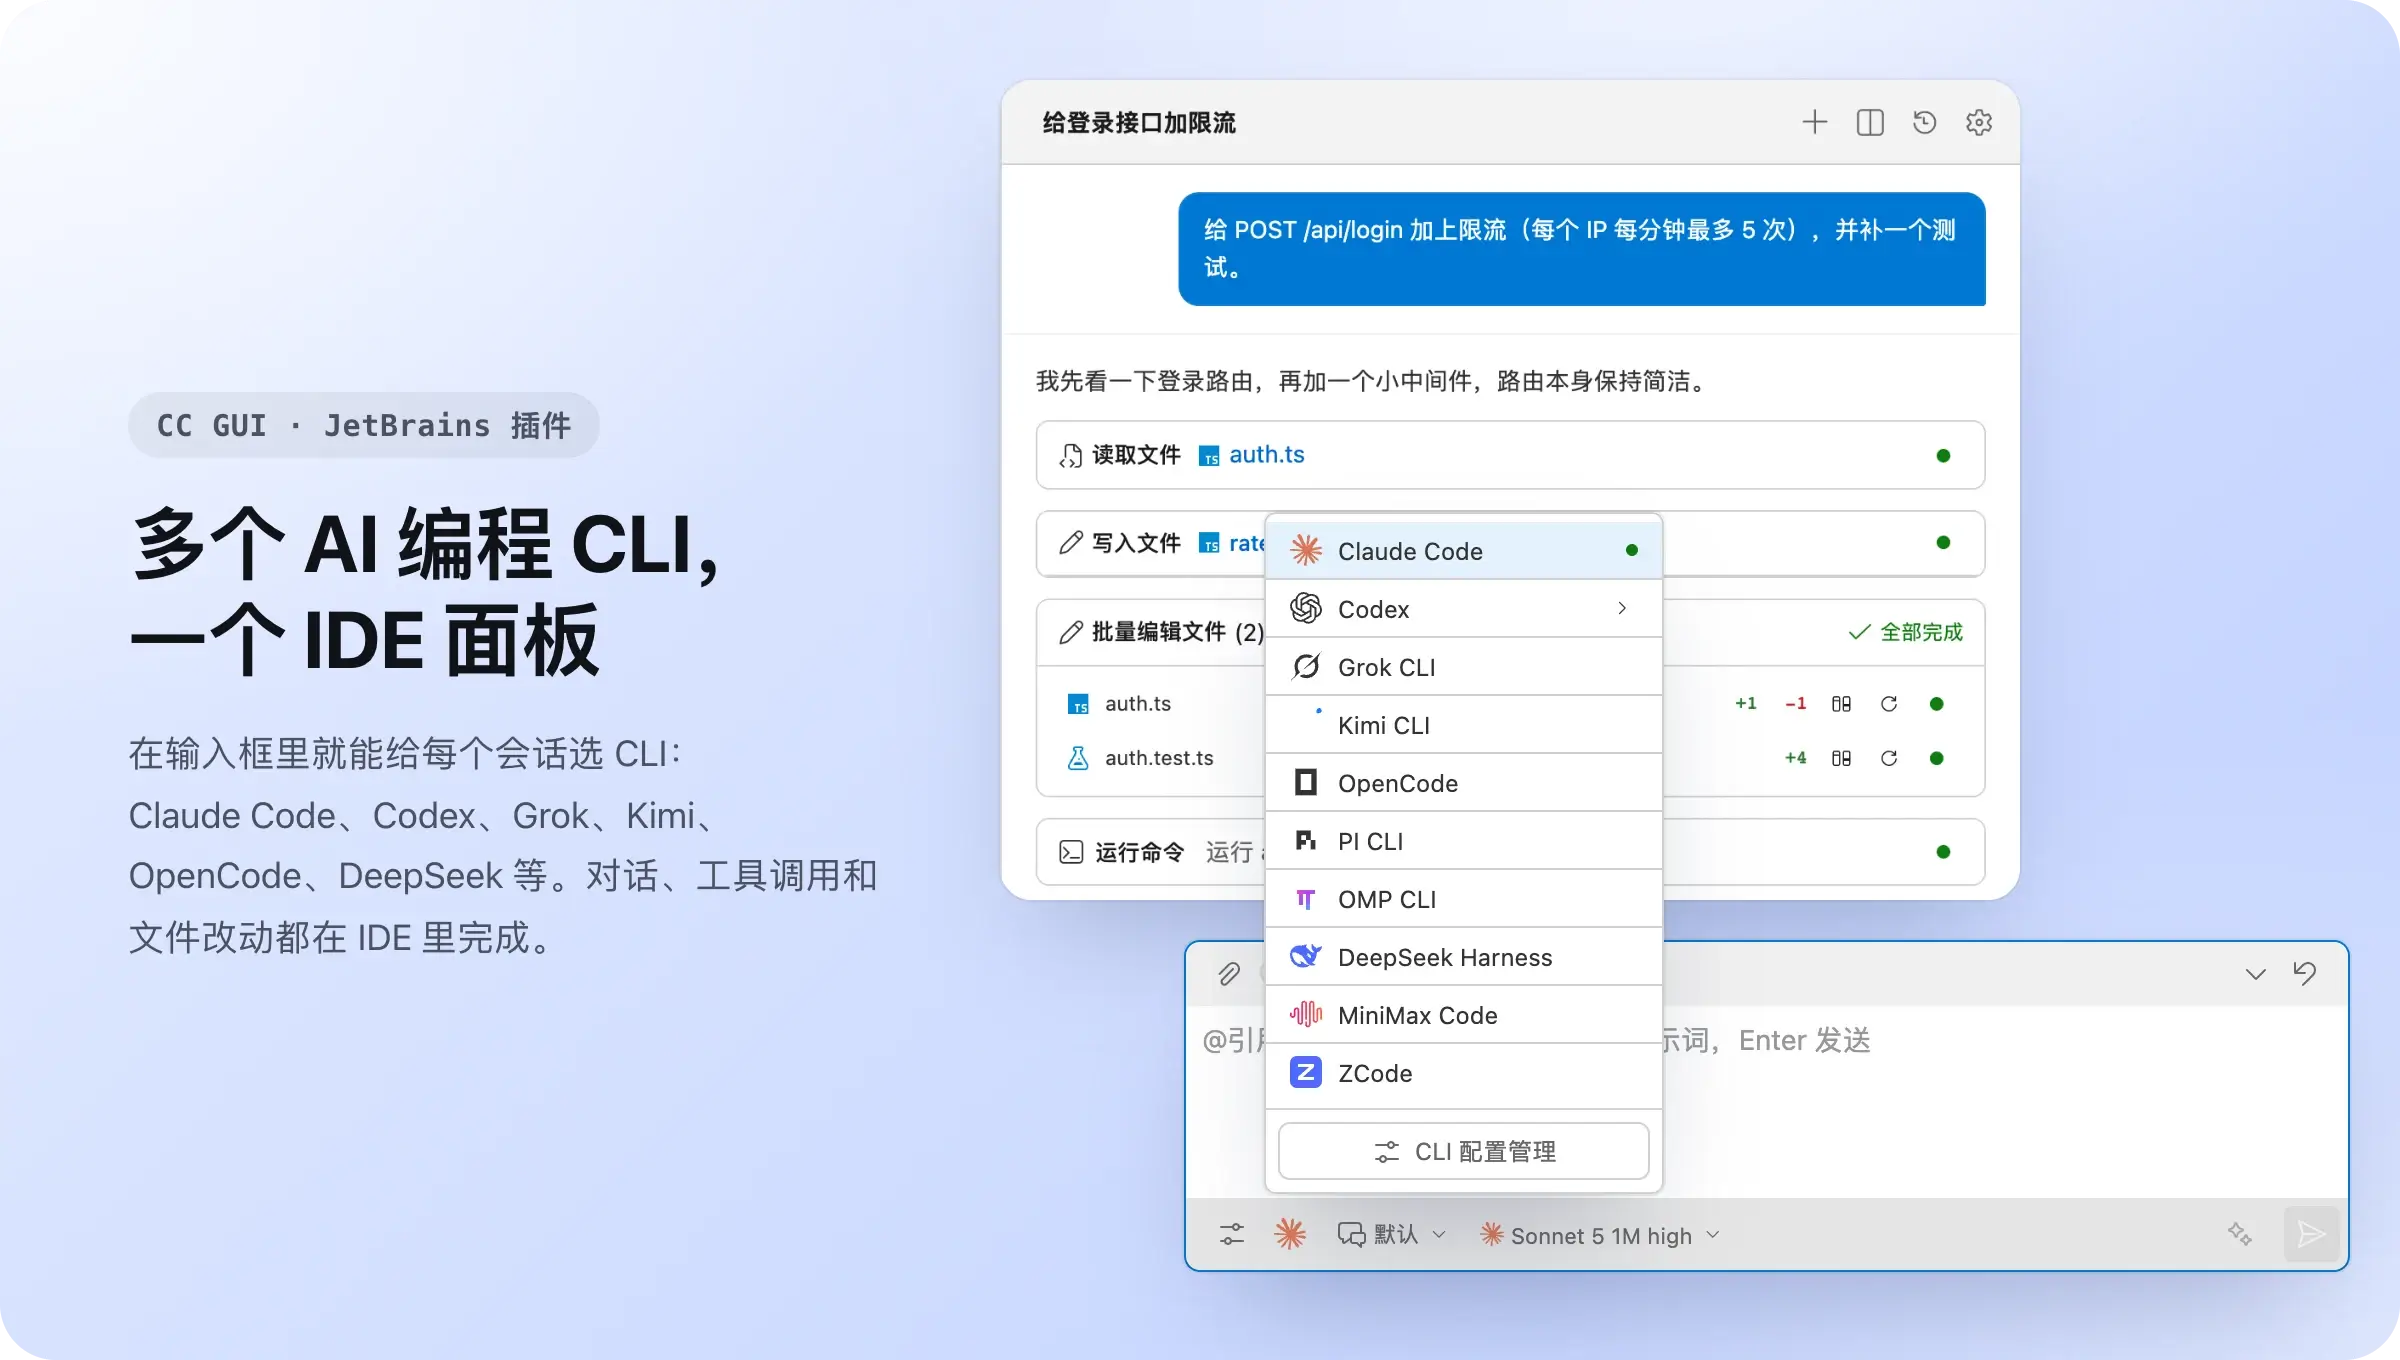 CC GUI · JetBrains 插件
多个 AI 编程 CLI，
一个 IDE 面板
在输入框里就能给每个会话选 CLI：
Claude Code、Codex、Grok、Kimi、
OpenCode、DeepSeek 等。对话、工具调用和
文件改动都在 IDE 里完成。
给登录接口加限流
给 POST /api/login 加上限流（每个 IP 每分钟最多 5 次），并补一个测
试。
我先看一下登录路由，再加一个小中间件，路由本身保持简洁。
读取文件 TS auth.ts
写入文件 TS rate
批量编辑文件 (2) 全部完成
TS auth.ts +1 -1
auth.test.ts +4
运行命令 运行
Claude Code
Codex
Grok CLI
Kimi CLI
OpenCode
PI CLI
OMP CLI
DeepSeek Harness
MiniMax Code
Z ZCode
CLI 配置管理
@引 示词，Enter 发送
默认 Sonnet 5 1M high